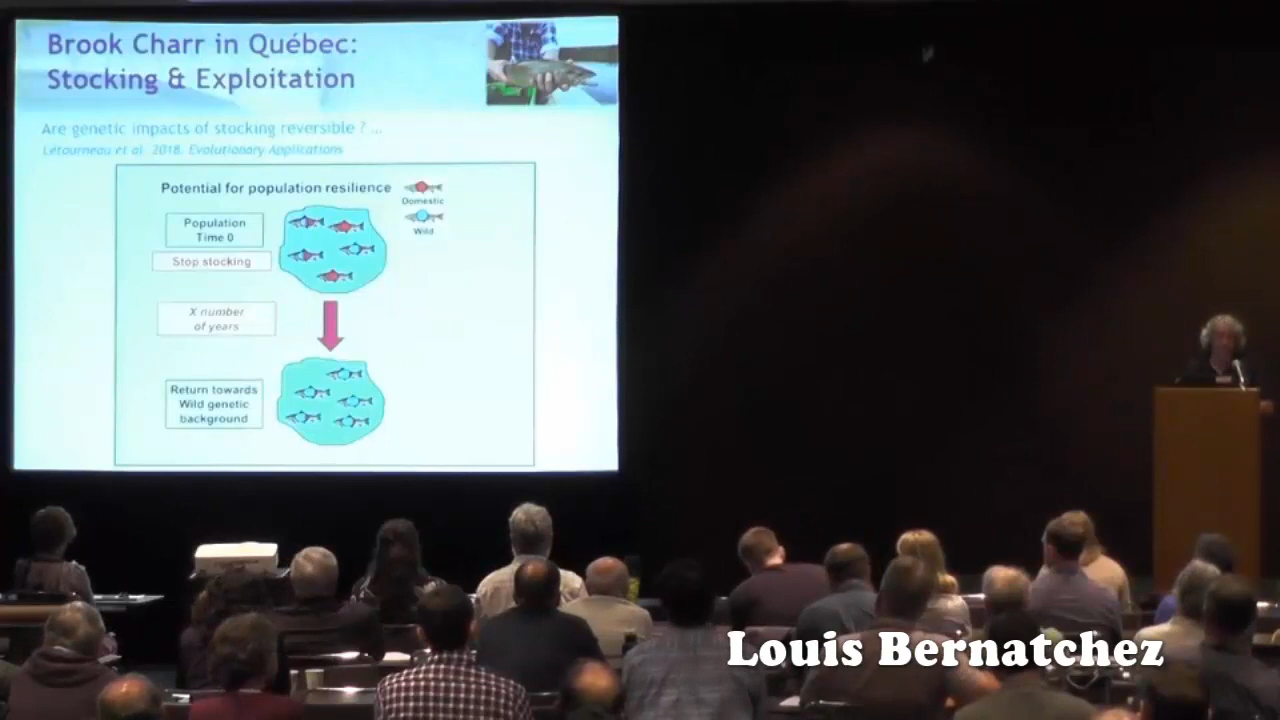 Brook Charr in Québec:
Stocking & Exploitation
Are genetic impacts of stocking reversible ? ...
Létourneau et al. 2018. Evolutionary Applications
Potential for population resilience
Domestic
Wild
Population
Time 0
Stop stocking
X number
of years
Return towards
Wild genetic
background
Louis Bernatchez